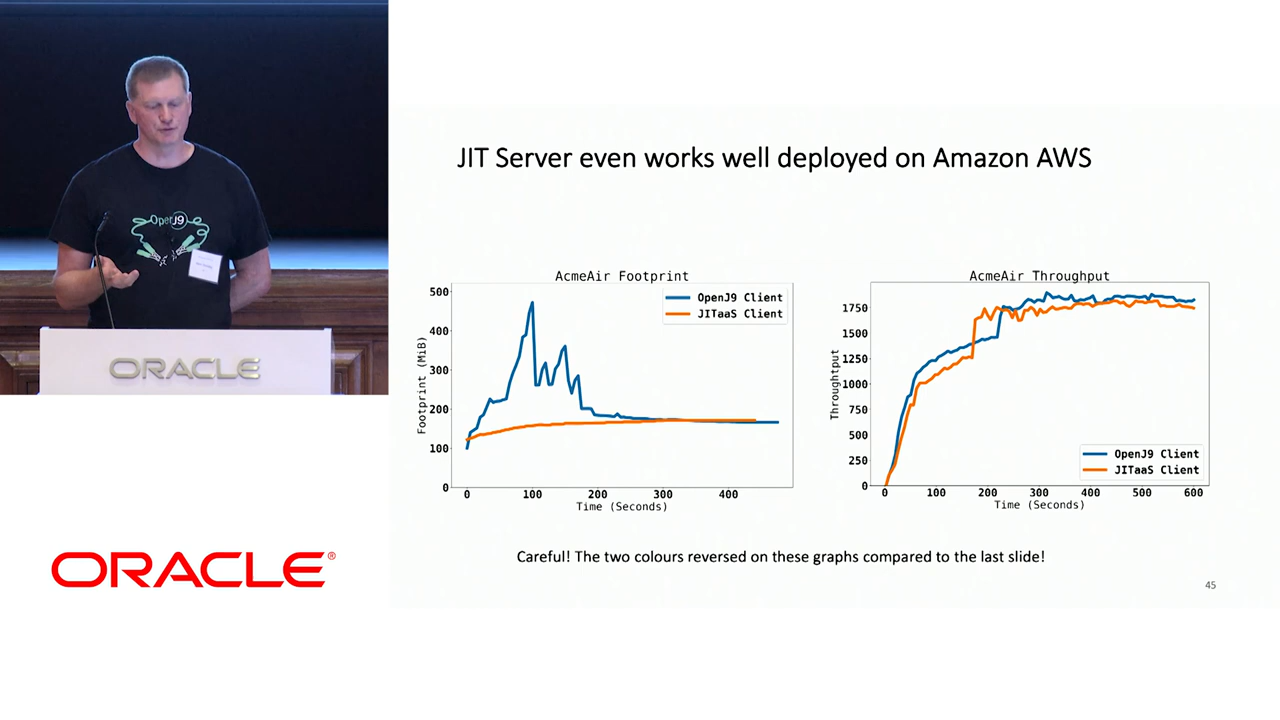 OpenJ9
ORACLE
ORACLE®
JIT Server even works well deployed on Amazon AWS
AcmeAir Footprint
OpenJ9 Client
JITaaS Client
Footprint (MiB)
500
400
300
200
100
0
0 100 200 300 400
Time (Seconds)
AcmeAir Throughput
OpenJ9 Client
JITaaS Client
Throughtput
1750
1500
1250
1000
750
500
250
0
0 100 200 300 400 500 600
Time (Seconds)
Careful! The two colours reversed on these graphs compared to the last slide!
45